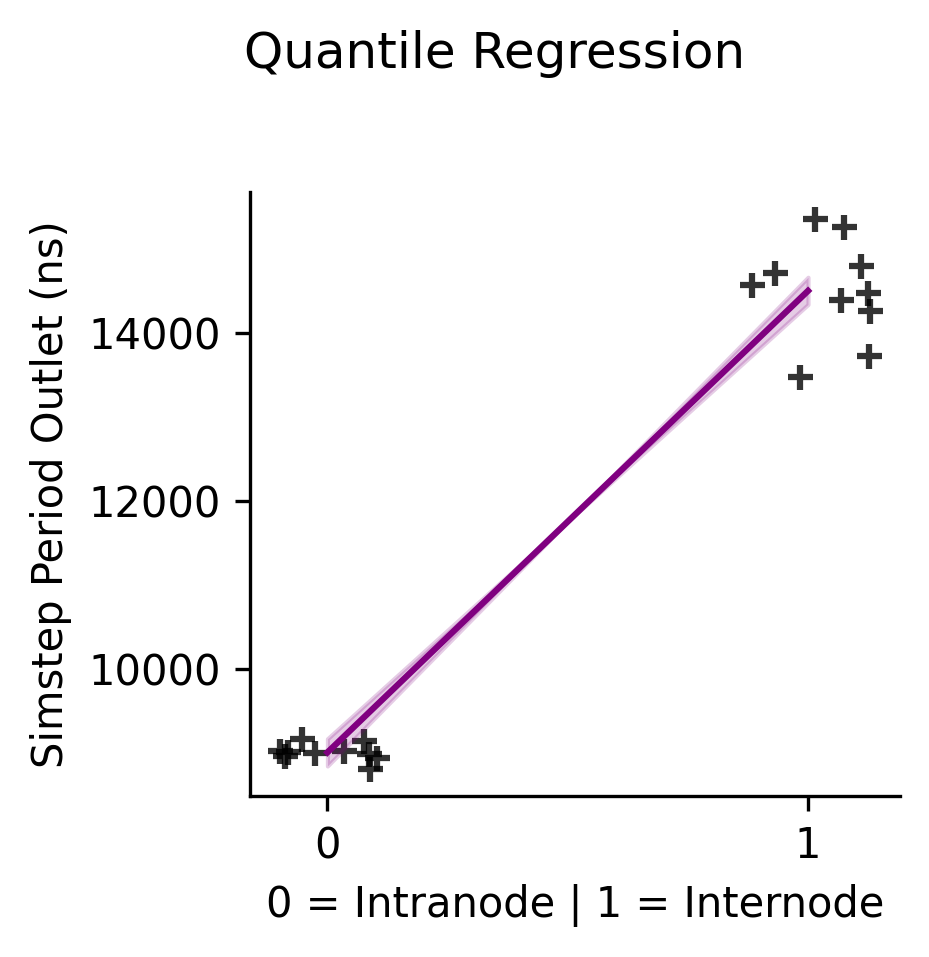 Quantile Regression
Simstep Period Outlet (ns)
14000
12000
10000
0 1
0 = Intranode | 1 = Internode